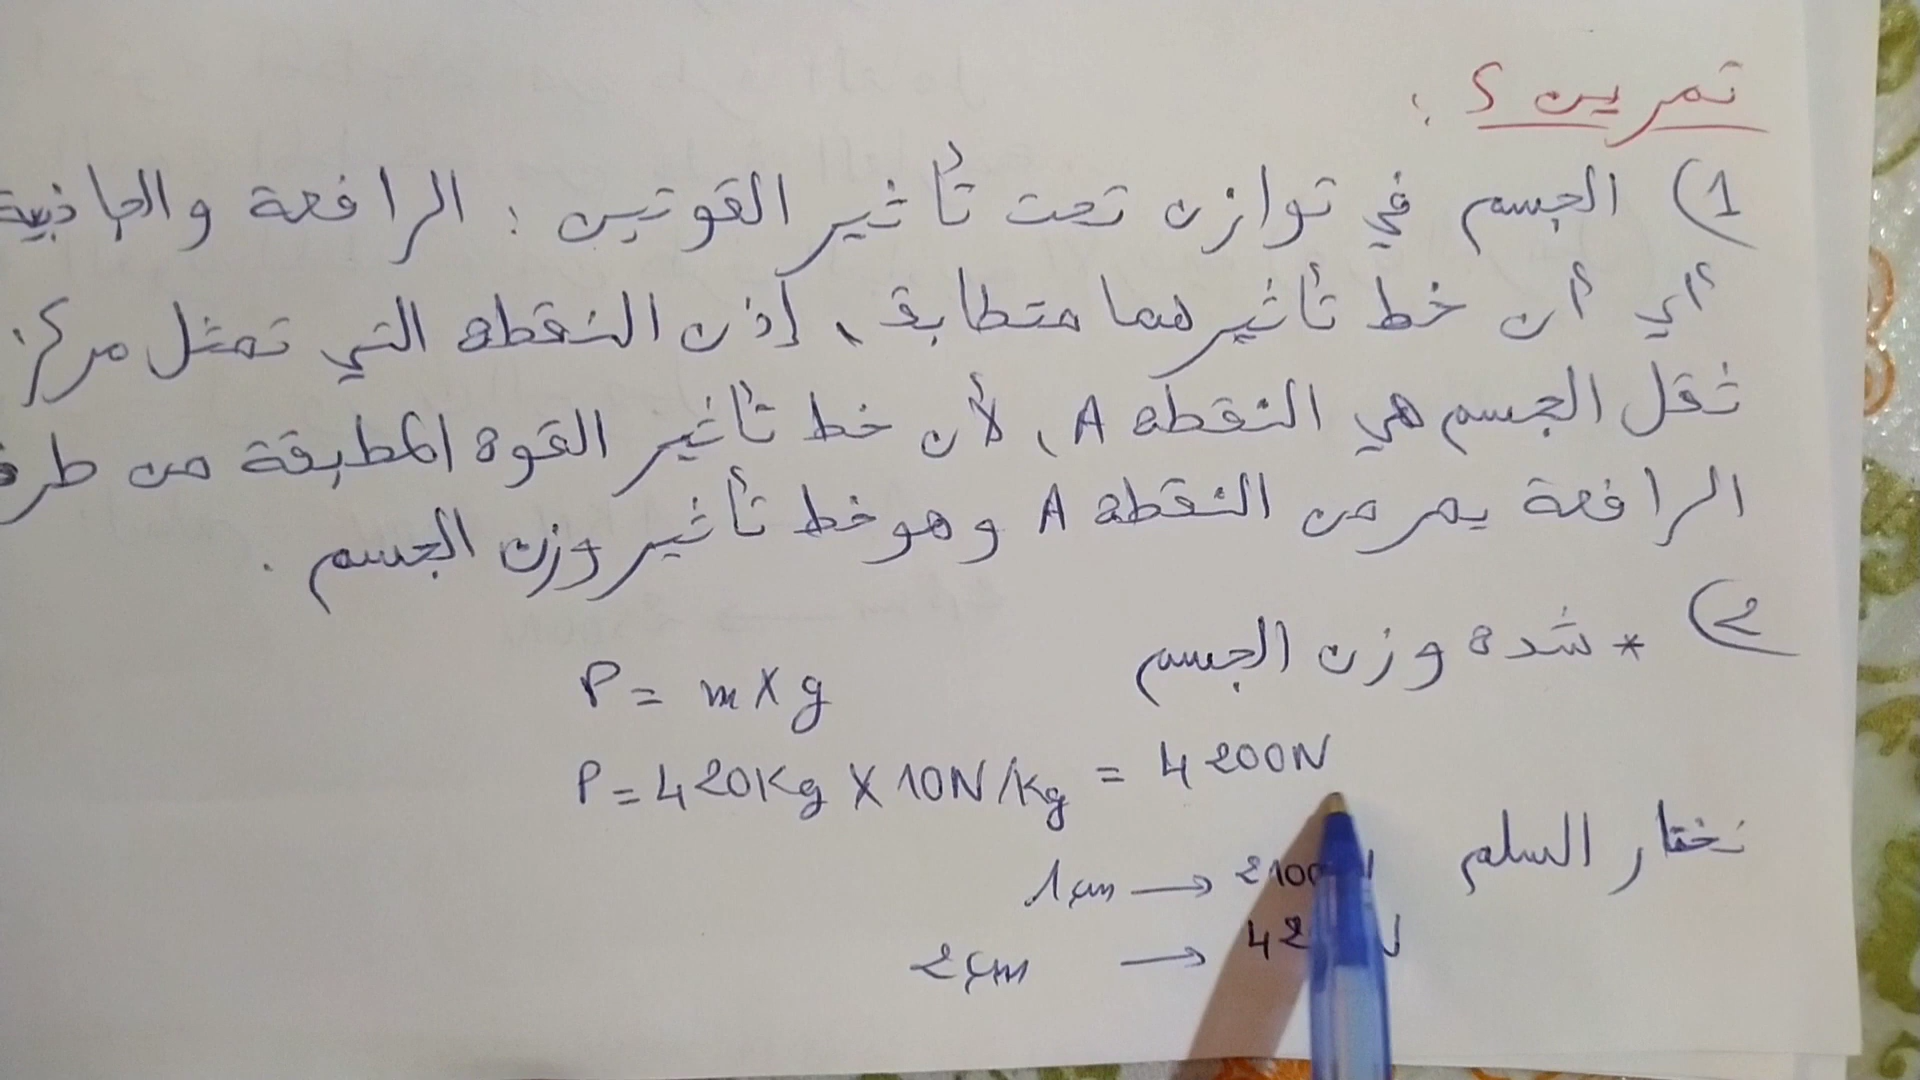 تمرين 5 :
1) الجسم في توازن تحت تأثير القوتين : الرافعة والجاذبية
أي أن خط تأثيرهما متطابق، إذن النقطة التي تمثل مركز
ثقل الجسم هي النقطة A، لأن خط تأثير القوة المطبقة من طرف
الرافعة يمر من النقطة A وهو خط تأثير وزن الجسم .
2) * شدة وزن الجسم
P = m x g
P = 420Kg x 10N/Kg = 4200N
نختار السلم
1cm → 2100N
2cm →